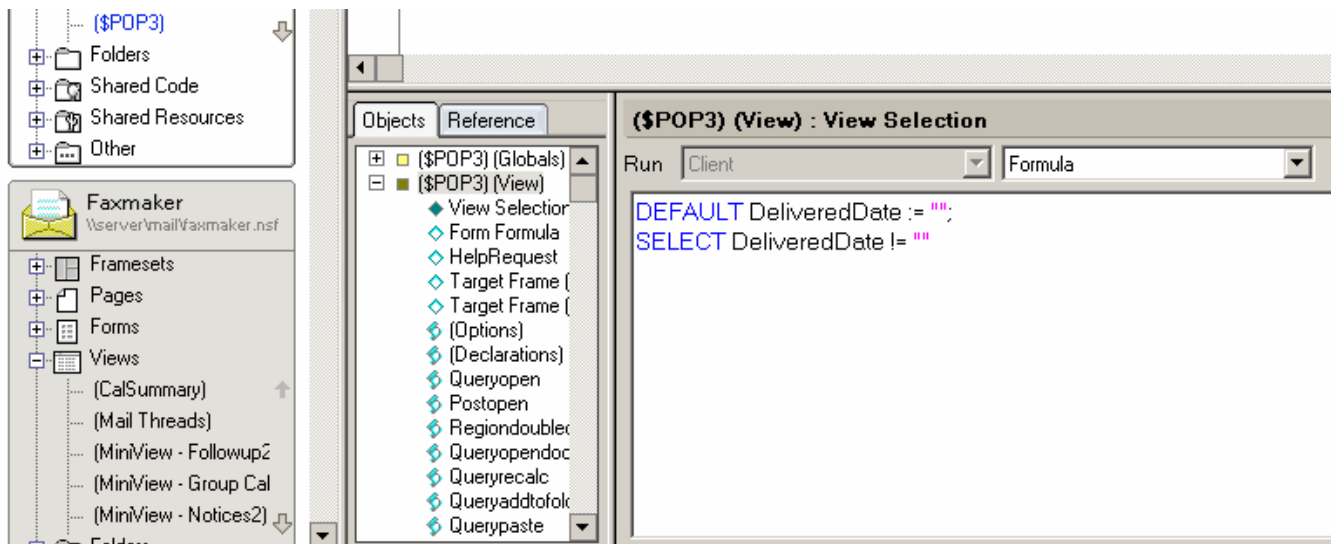 ($POP3)
Folders
Shared Code
Shared Resources
Other
Faxmaker
\\server\mail\faxmaker.nsf
Framesets
Pages
Forms
Views
(CalSummary)
(Mail Threads)
(MiniView - Followup2
(MiniView - Group Cal
(MiniView - Notices2)
Folders
Objects
Reference
($POP3) (Globals)
($POP3) (View)
View Selection
Form Formula
HelpRequest
Target Frame (
Target Frame (
(Options)
(Declarations)
Queryopen
Postopen
Regiondoublec
Queryopendoc
Queryrecalc
Queryaddtofold
Querypaste
($POP3) (View) : View Selection
Run Client Formula
DEFAULT DeliveredDate := "";
SELECT DeliveredDate != ""